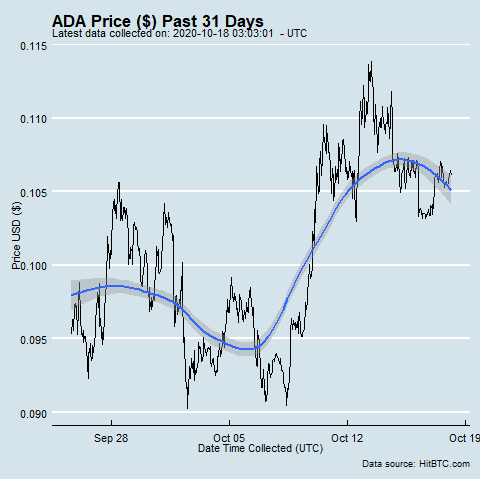 ADA Price ($) Past 31 Days
Latest data collected on: 2020-10-18 03:03:01 - UTC
0.115
0.110
0.105
0.100
0.095
0.090
Price USD ($)
Sep 28
Oct 05
Oct 12
Oct 19
Date Time Collected (UTC)
Data source: HitBTC.com